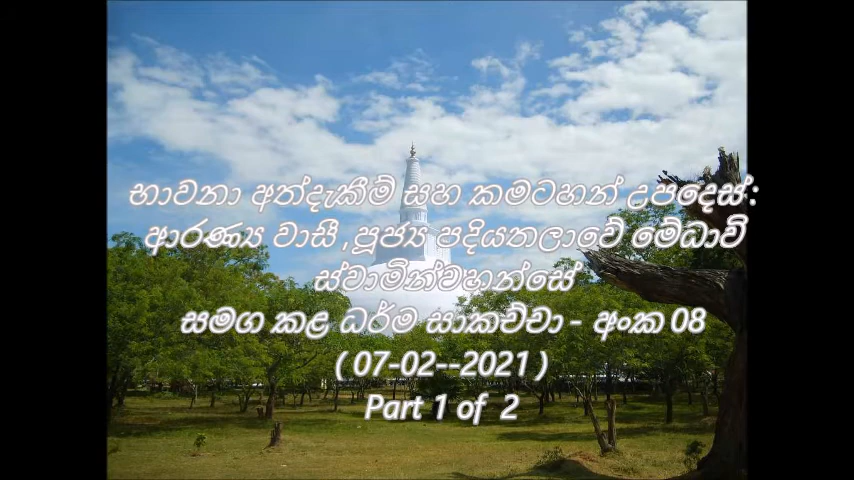 භාවනා අත්දැකීම් සහ කමටහන් උපදෙස් :
ආරණ්‍ය වාසී , පූජ්‍ය පදියතලාවේ මේධාවි
ස්වාමින්වහන්සේ
සමග කළ ධර්ම සාකච්චා - අංක 08
( 07-02--2021 )
Part 1 of 2